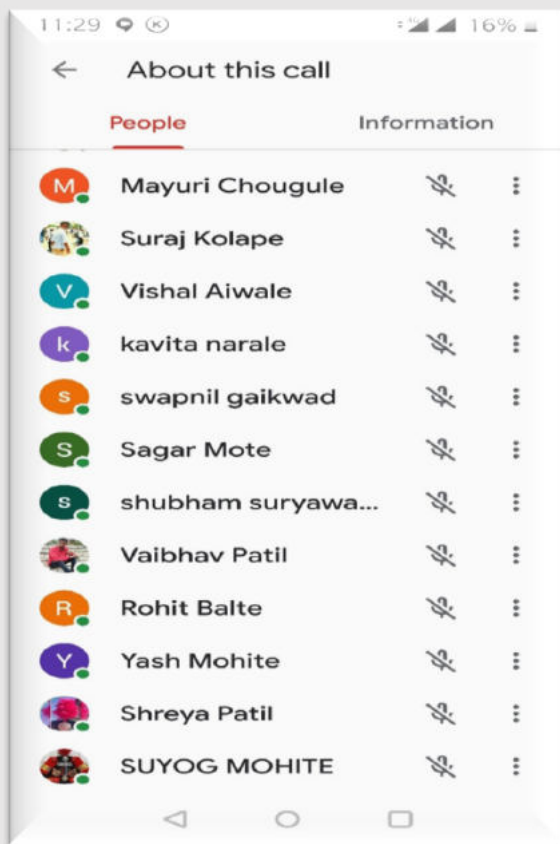 11:29 K 4G 16%
About this call
People Information
M Mayuri Chougule
Suraj Kolape
V Vishal Aiwale
k kavita narale
s swapnil gaikwad
S Sagar Mote
s shubham suryawa...
Vaibhav Patil
R Rohit Balte
Y Yash Mohite
Shreya Patil
SUYOG MOHITE